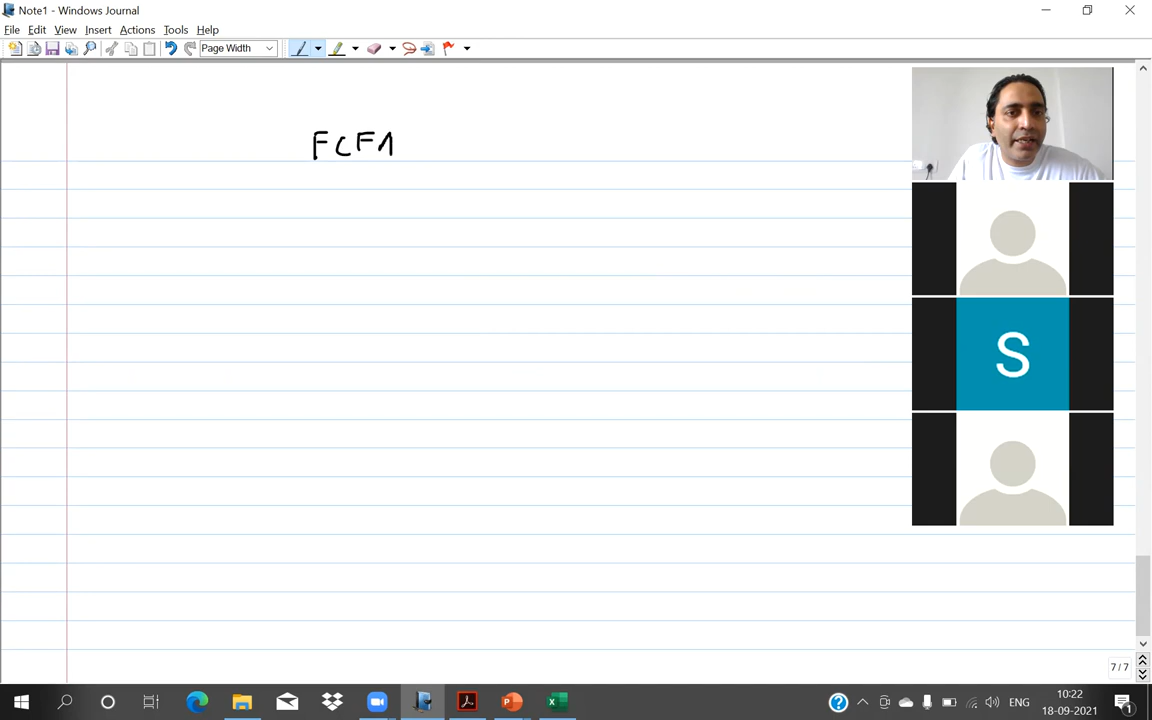 Note1 - Windows Journal
File Edit View Insert Actions Tools Help
Page Width
FCFA
S
7 / 7
ENG
10:22
18-09-2021
1